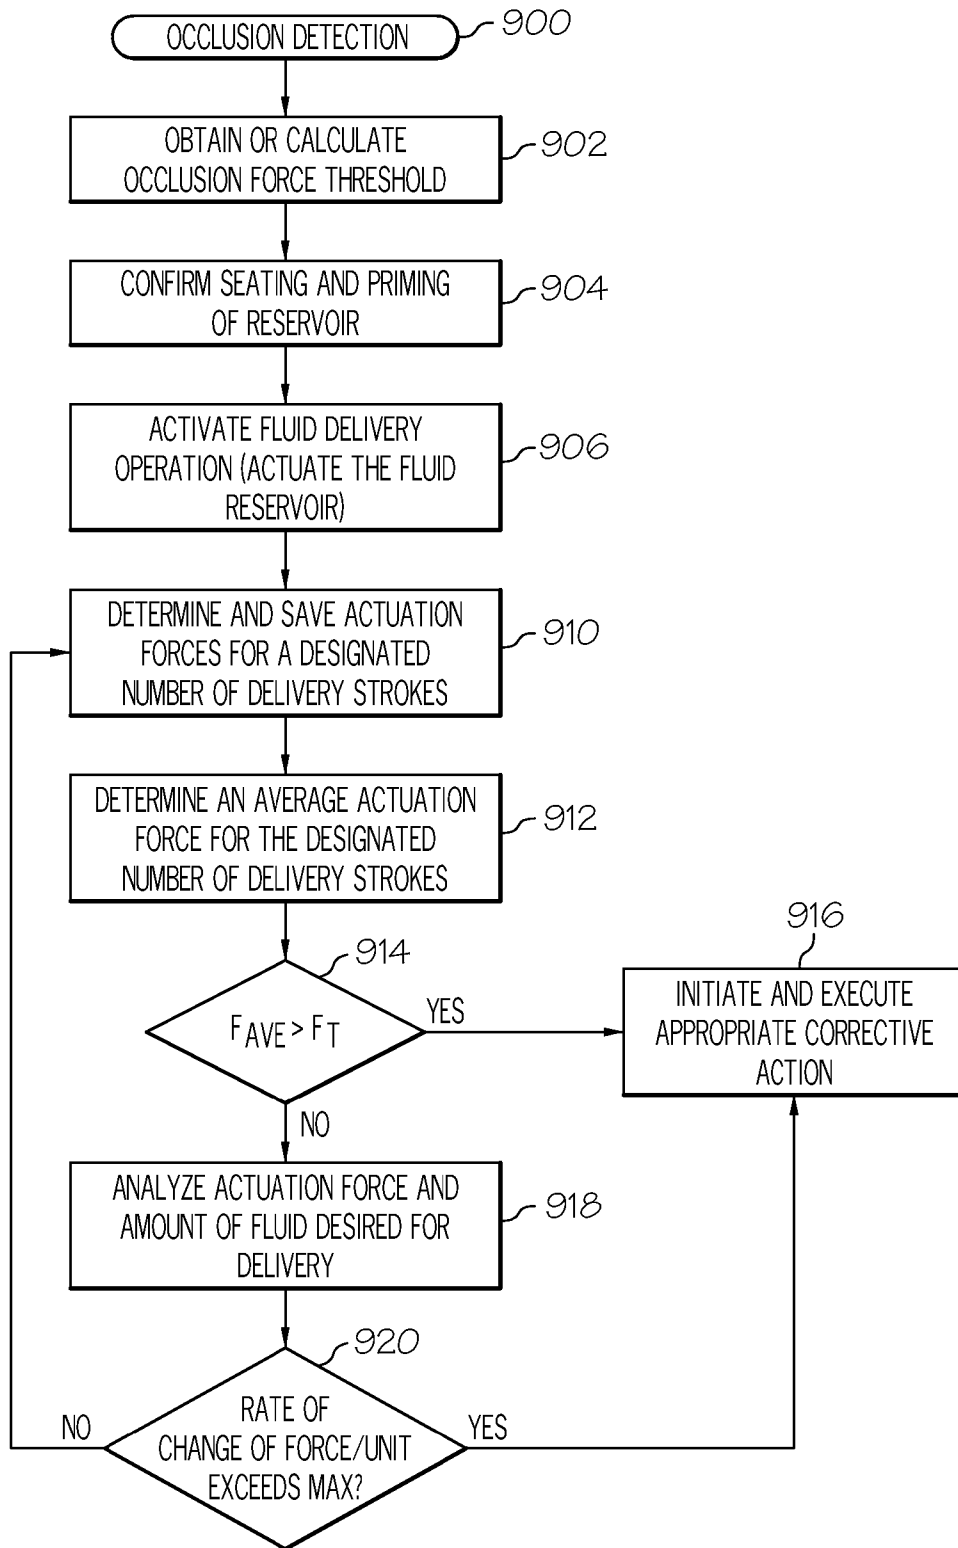 OCCLUSION DETECTION
900
OBTAIN OR CALCULATE
OCCLUSION FORCE THRESHOLD
902
CONFIRM SEATING AND PRIMING
OF RESERVOIR
904
ACTIVATE FLUID DELIVERY
OPERATION (ACTUATE THE FLUID
RESERVOIR)
906
DETERMINE AND SAVE ACTUATION
FORCES FOR A DESIGNATED
NUMBER OF DELIVERY STROKES
910
DETERMINE AN AVERAGE ACTUATION
FORCE FOR THE DESIGNATED
NUMBER OF DELIVERY STROKES
912
914
FAVE > FT
YES
NO
916
INITIATE AND EXECUTE
APPROPRIATE CORRECTIVE
ACTION
ANALYZE ACTUATION FORCE AND
AMOUNT OF FLUID DESIRED FOR
DELIVERY
918
920
RATE OF
CHANGE OF FORCE/UNIT
EXCEEDS MAX?
NO
YES